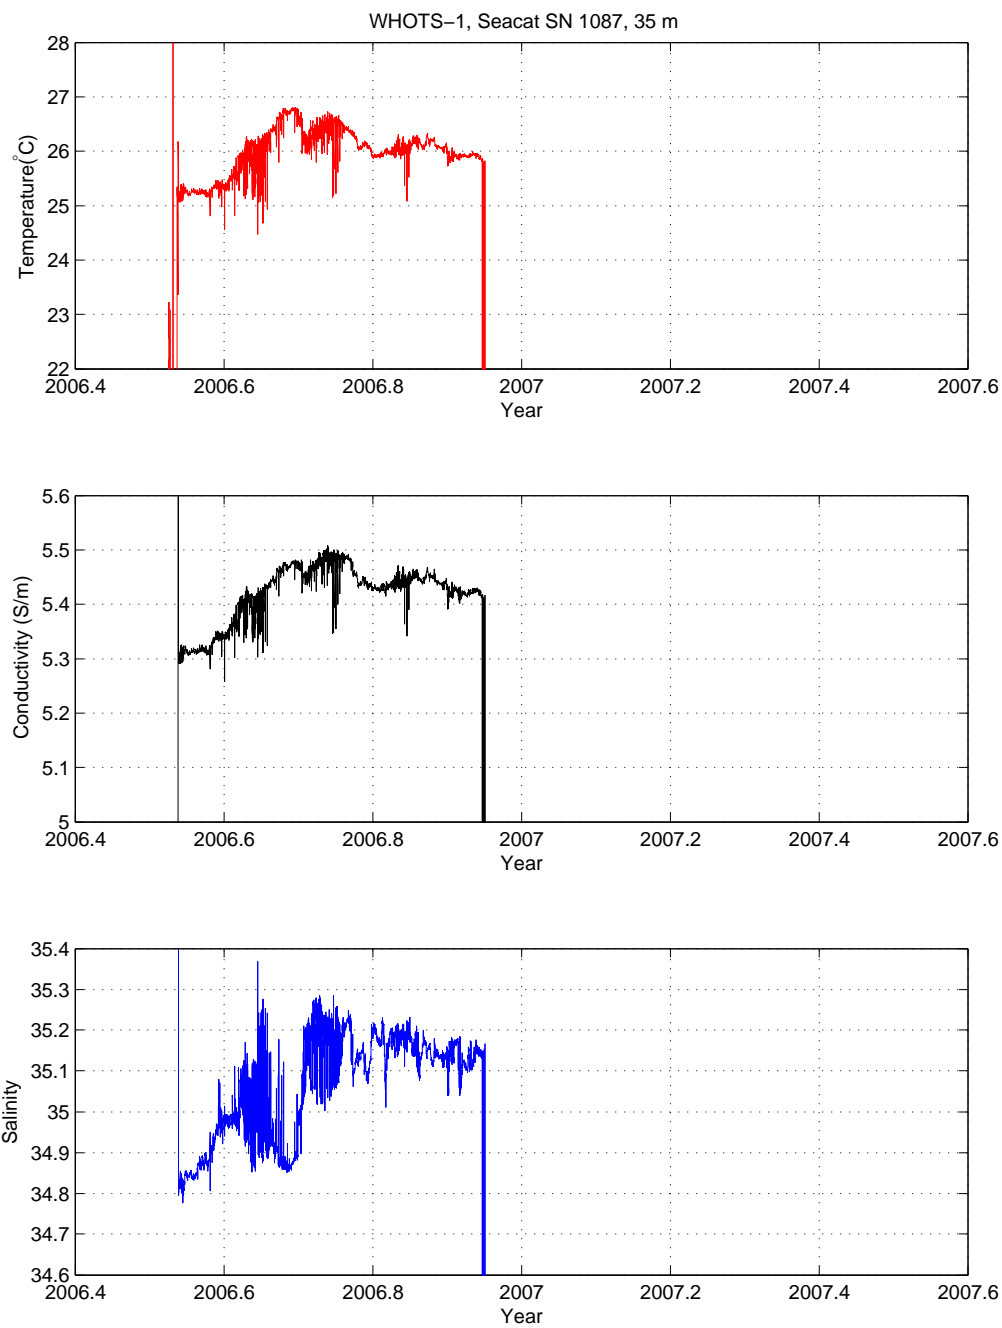 WHOTS−1, Seacat SN 1087, 35 m
28
27
26
25
24
23
22
Temperature(°C)
2006.4 2006.6 2006.8 2007 2007.2 2007.4 2007.6
Year
5.6
5.5
5.4
5.3
5.2
5.1
5
Conductivity (S/m)
2006.4 2006.6 2006.8 2007 2007.2 2007.4 2007.6
Year
35.4
35.3
35.2
35.1
35
34.9
34.8
34.7
34.6
Salinity
2006.4 2006.6 2006.8 2007 2007.2 2007.4 2007.6
Year